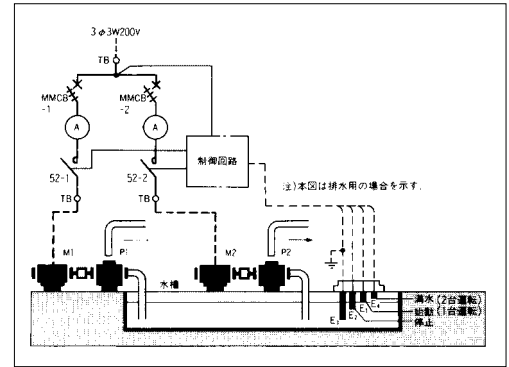 3φ3W200V
TB
MMCB
-1
MMCB
-2
A
A
制御回路
52-1
52-2
注)本図は排水用の場合を示す.
TB
TB
M1
P1
M2
P2
水槽
満水(2台運転)
始動(1台運転)
停止
E₁
E₂
E₃
E₄